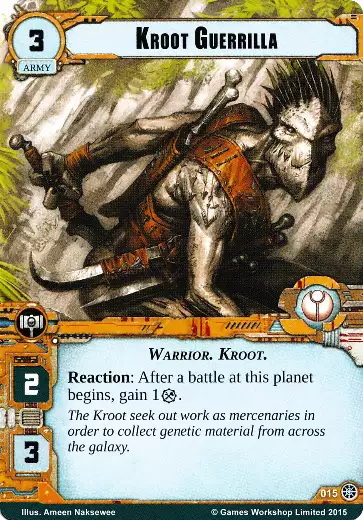 3
ARMY
KROOT GUERRILLA
WARRIOR. KROOT.
2
Reaction: After a battle at this planet
begins, gain 1.
3
The Kroot seek out work as mercenaries in
order to collect genetic material from across
the galaxy.
015
Illus. Ameen Naksewee
© Games Workshop Limited 2015